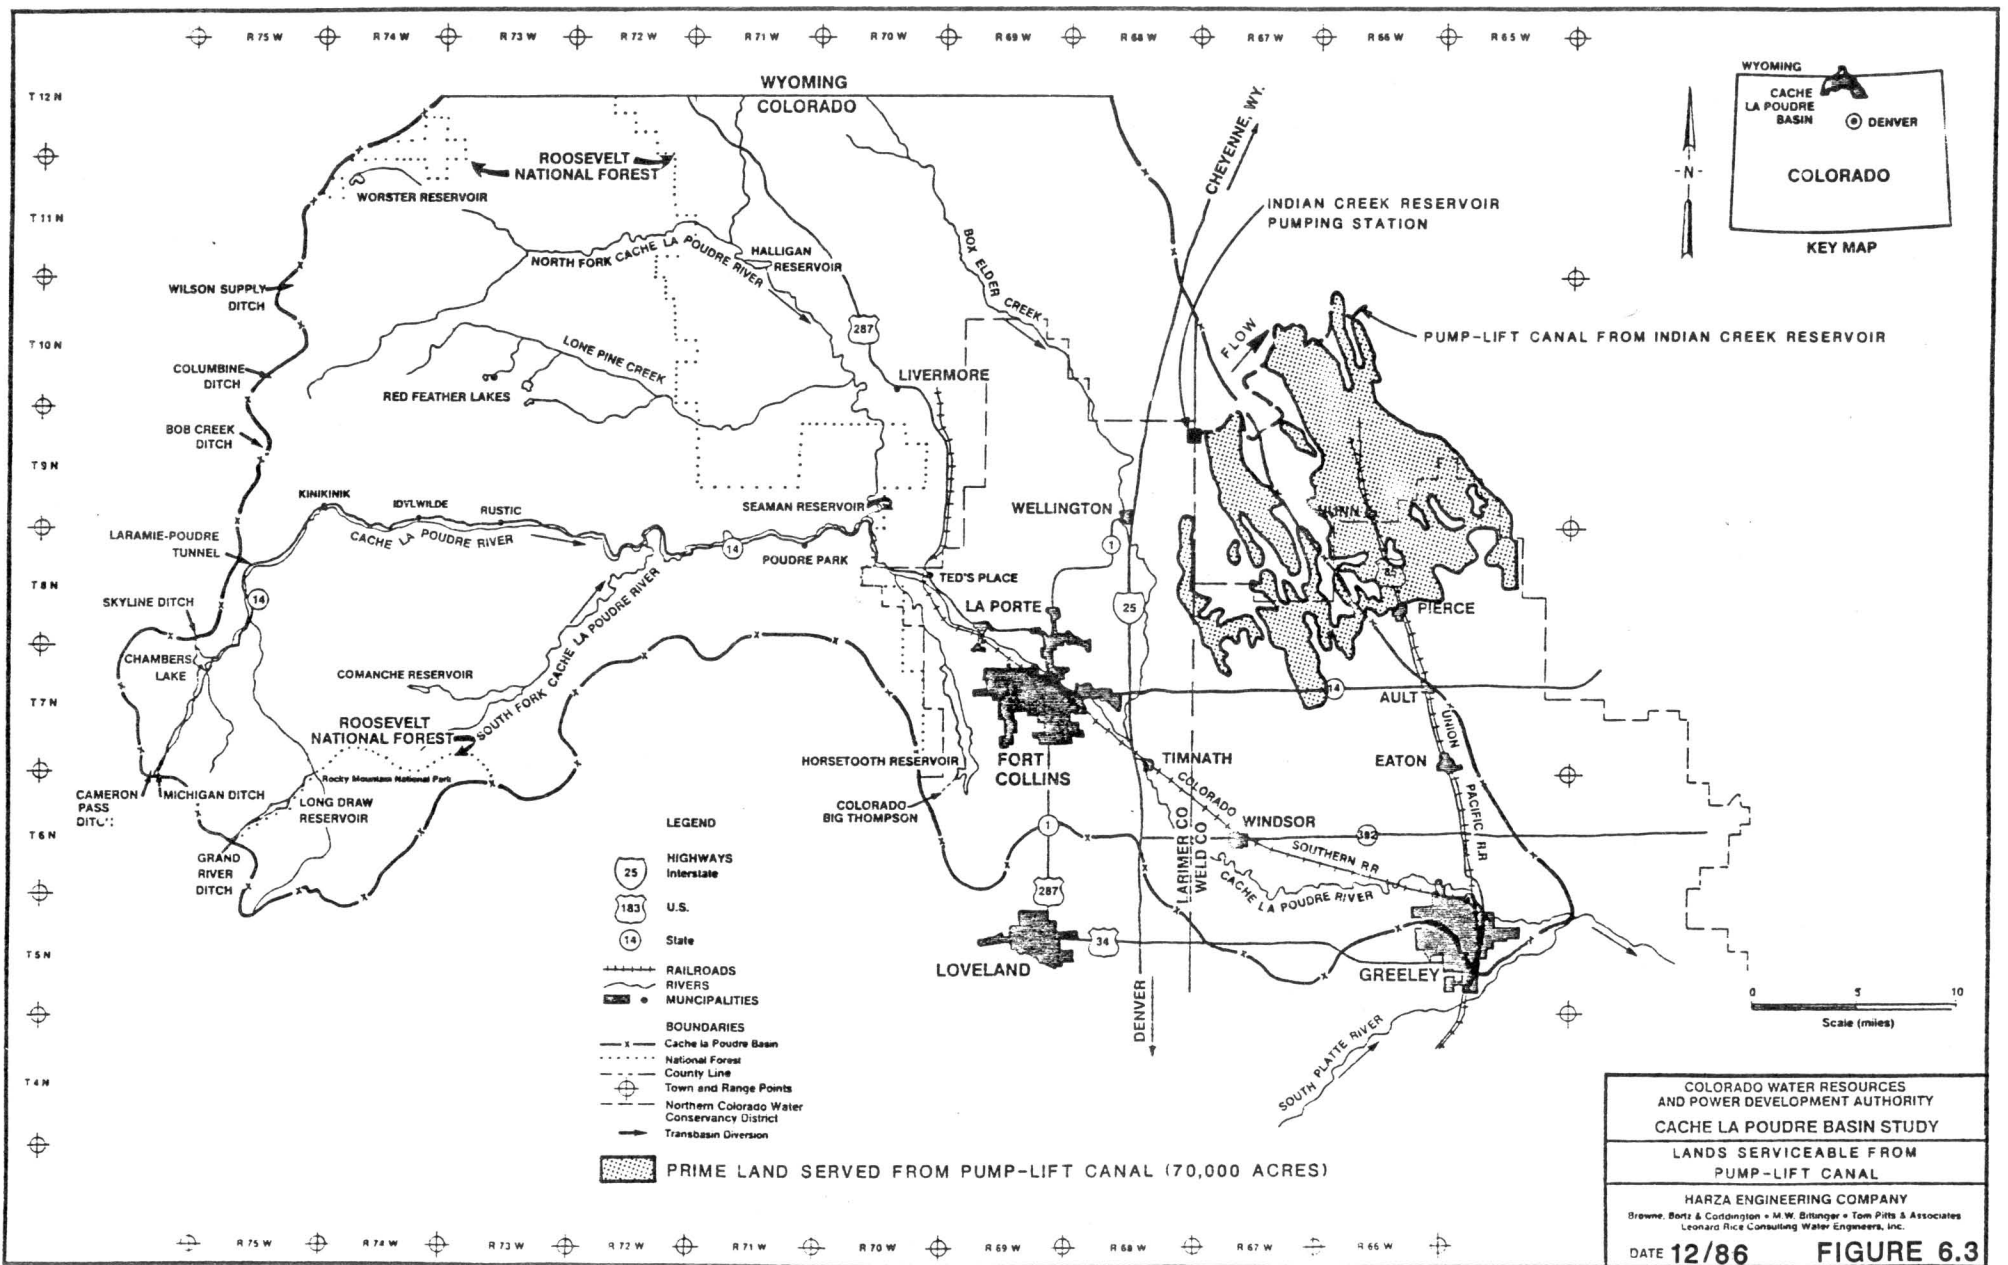 R 75 W
R 74 W
R 73 W
R 72 W
R 71 W
R 70 W
R 69 W
R 68 W
R 67 W
R 66 W
R 65 W
T 12 N
T 11 N
T 10 N
T 9 N
T 8 N
T 7 N
T 6 N
T 5 N
T 4 N
WYOMING
COLORADO
WYOMING
CACHE
LA POUDRE
BASIN
DENVER
COLORADO
KEY MAP
-N-
ROOSEVELT
NATIONAL FOREST
WORSTER RESERVOIR
NORTH FORK CACHE LA POUDRE RIVER
HALLIGAN
RESERVOIR
BOX ELDER CREEK
CHEYENNE, WY.
INDIAN CREEK RESERVOIR
PUMPING STATION
WILSON SUPPLY
DITCH
287
FLOW
PUMP-LIFT CANAL FROM INDIAN CREEK RESERVOIR
COLUMBINE
DITCH
LONE PINE CREEK
RED FEATHER LAKES
LIVERMORE
BOB CREEK
DITCH
KINIKINIK
IDYLWILDE
RUSTIC
CACHE LA POUDRE RIVER
SEAMAN RESERVOIR
WELLINGTON
NUNN
LARAMIE-POUDRE
TUNNEL
14
POUDRE PARK
1
TED'S PLACE
85
SKYLINE DITCH
14
SOUTH FORK CACHE LA POUDRE RIVER
LA PORTE
25
PIERCE
CHAMBERS
LAKE
COMANCHE RESERVOIR
14
AULT
ROOSEVELT
NATIONAL FOREST
UNION
PACIFIC R.R
HORSETOOTH RESERVOIR
FORT
COLLINS
TIMNATH
EATON
Rocky Mountain National Park
CAMERON
PASS
DITCH
MICHIGAN DITCH
LONG DRAW
RESERVOIR
COLORADO
BIG THOMPSON
COLORADO
SOUTHERN R.R
LARIMER CO
WELD CO
WINDSOR
392
1
GRAND
RIVER
DITCH
CACHE LA POUDRE RIVER
287
34
LOVELAND
GREELEY
DENVER
SOUTH PLATTE RIVER
0 5 10
Scale (miles)
LEGEND
HIGHWAYS
25 Interstate
183 U.S.
14 State
RAILROADS
RIVERS
MUNCIPALITIES
BOUNDARIES
Cache la Poudre Basin
National Forest
County Line
Town and Range Points
Northern Colorado Water
Conservancy District
Transbasin Diversion
PRIME LAND SERVED FROM PUMP-LIFT CANAL (70,000 ACRES)
COLORADO WATER RESOURCES
AND POWER DEVELOPMENT AUTHORITY
CACHE LA POUDRE BASIN STUDY
LANDS SERVICEABLE FROM
PUMP-LIFT CANAL
HARZA ENGINEERING COMPANY
Browne, Bortz & Coddington • M.W. Bittinger • Tom Pitts & Associates
Leonard Rice Consulting Water Engineers, Inc.
DATE 12/86 FIGURE 6.3
R 75 W
R 74 W
R 73 W
R 72 W
R 71 W
R 70 W
R 69 W
R 68 W
R 67 W
R 66 W